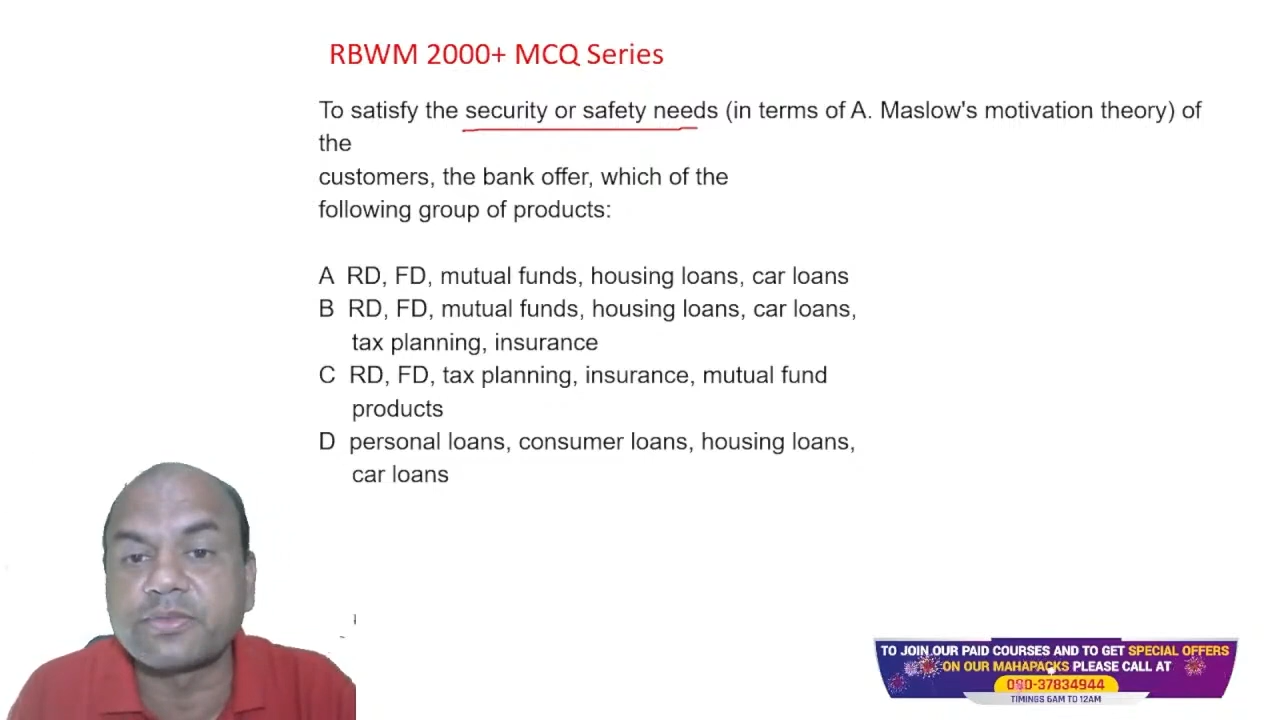 RBWM 2000+ MCQ Series
To satisfy the security or safety needs (in terms of A. Maslow's motivation theory) of
the
customers, the bank offer, which of the
following group of products:
A RD, FD, mutual funds, housing loans, car loans
B RD, FD, mutual funds, housing loans, car loans,
tax planning, insurance
C RD, FD, tax planning, insurance, mutual fund
products
D personal loans, consumer loans, housing loans,
car loans
TO JOIN OUR PAID COURSES AND TO GET SPECIAL OFFERS
ON OUR MAHAPACKS PLEASE CALL AT
080-37834944
TIMINGS 6AM TO 12AM